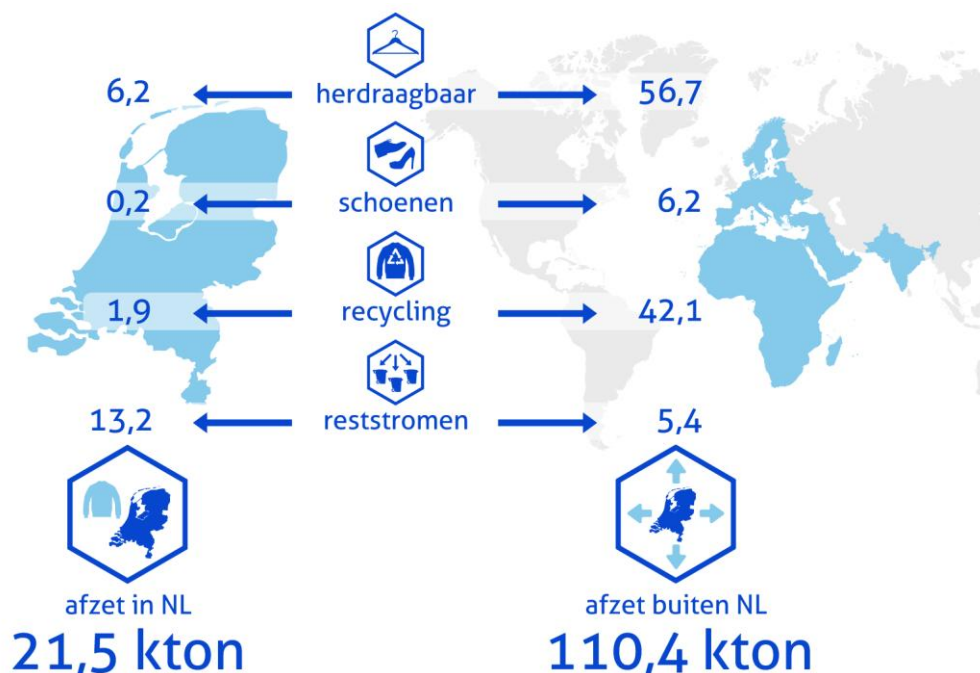 6,2 herdraagbaar 56,7
0,2 schoenen 6,2
1,9 recycling 42,1
13,2 reststromen 5,4
afzet in NL afzet buiten NL
21,5 kton 110,4 kton